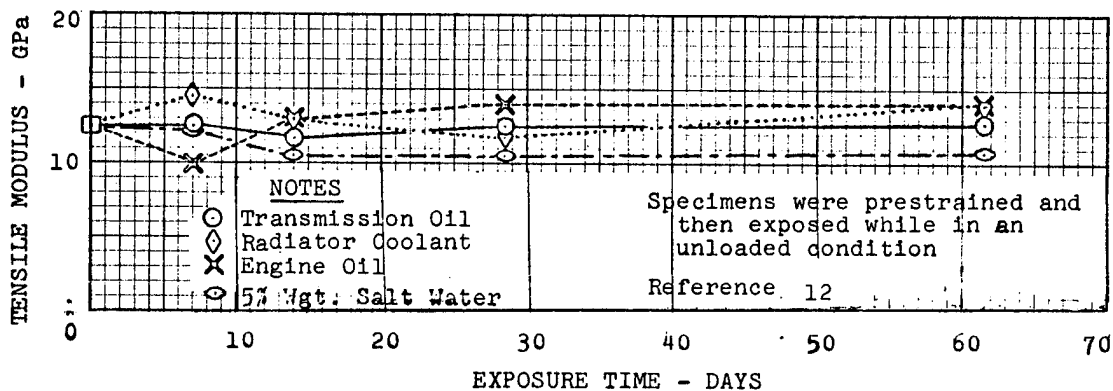 20
TENSILE MODULUS - GPa
10
NOTES
Transmission Oil
Radiator Coolant
Engine Oil
5% Wgt. Salt Water
Specimens were prestrained and
then exposed while in an
unloaded condition
Reference 12
0 10 20 30 40 50 60 70
EXPOSURE TIME - DAYS